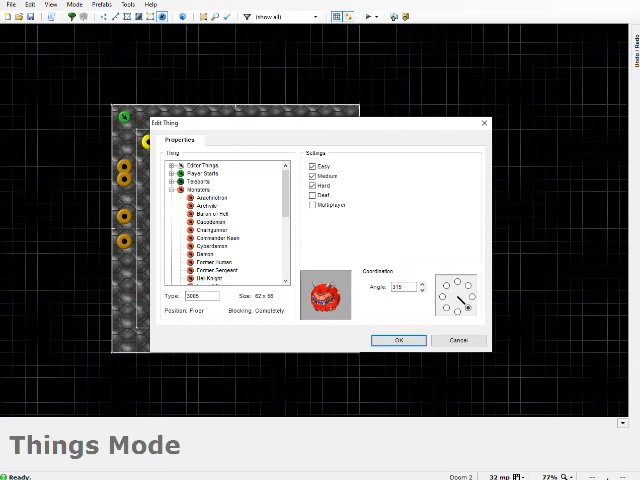 File Edit View Mode Prefabs Tools Help
(show all)
Undo / Redo
Edit Thing
Properties
Thing
Editor Things
Player Starts
Teleports
Monsters
Arachnotron
Archvile
Baron of Hell
Cacodemon
Chaingunner
Commander Keen
Cyberdemon
Demon
Former Human
Former Sergeant
Hell Knight
Type: 3005 Size: 62 x 56
Position: Floor Blocking: Completely
Settings
Easy
Medium
Hard
Deaf
Multiplayer
Coordination
Angle: 315
OK Cancel
Things Mode
Ready. Doom 2 32 mp 77% -- , --